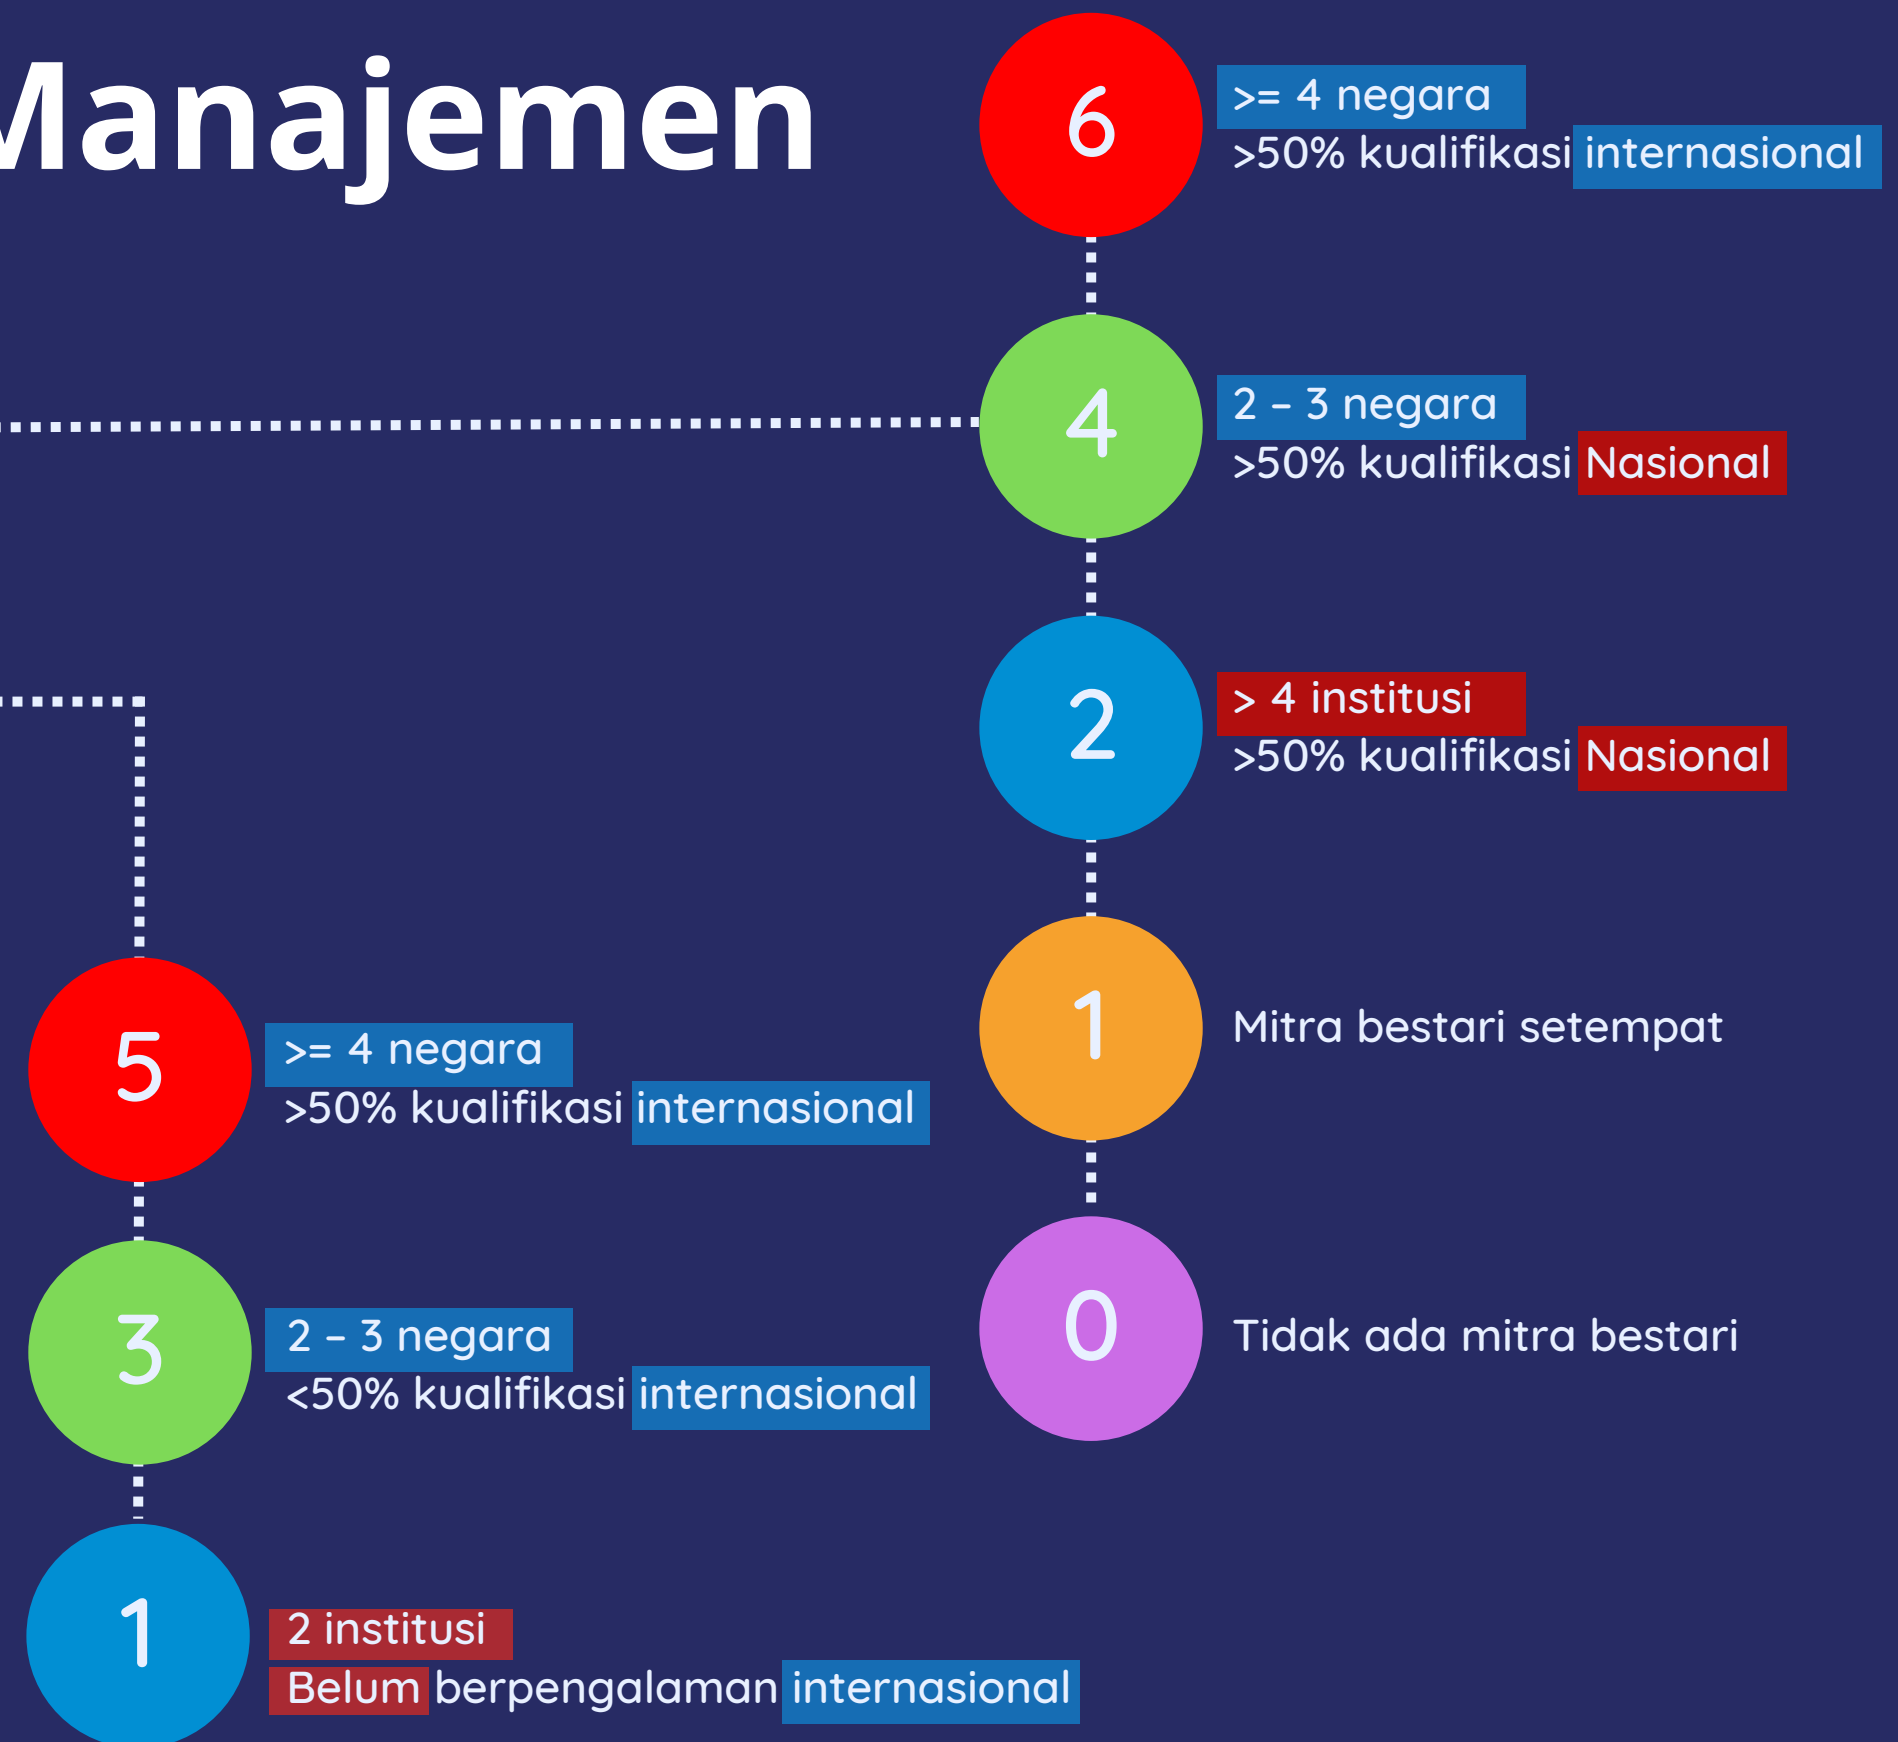 Manajemen
6
>= 4 negara
>50% kualifikasi internasional
4
2 – 3 negara
>50% kualifikasi Nasional
2
> 4 institusi
>50% kualifikasi Nasional
1
Mitra bestari setempat
0
Tidak ada mitra bestari
5
>= 4 negara
>50% kualifikasi internasional
3
2 – 3 negara
<50% kualifikasi internasional
1
2 institusi
Belum berpengalaman internasional